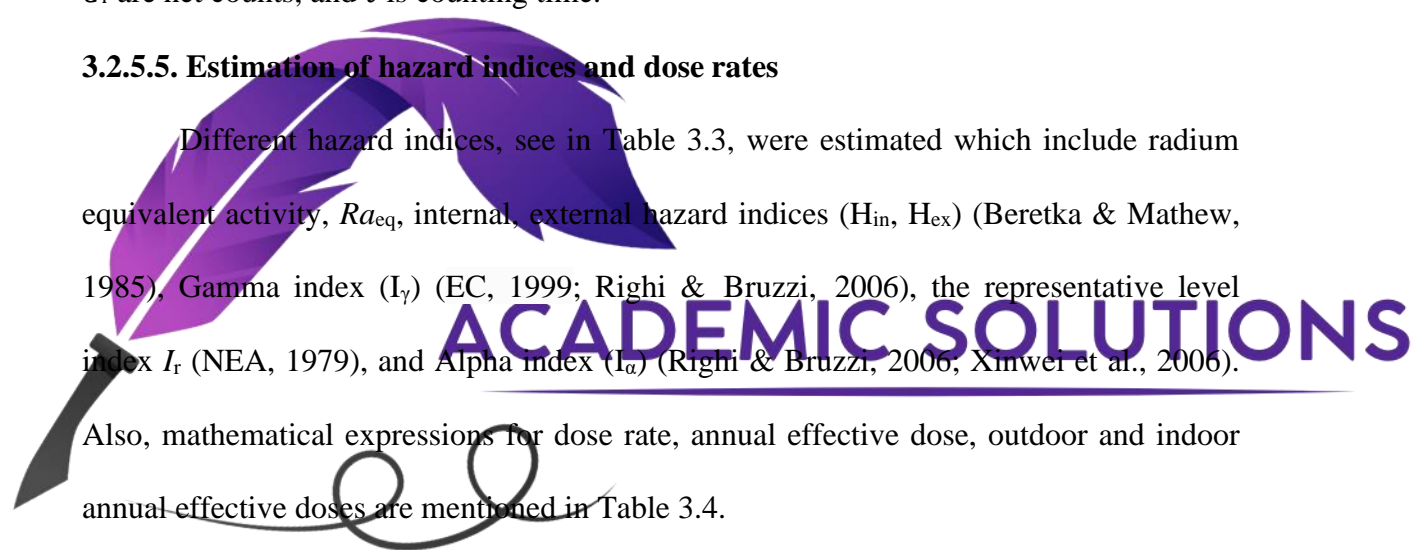 are net counts, and is counting time.
3.2.5.5. Estimation of hazard indices and dose rates
Different hazard indices, see in Table 3.3, were estimated which include radium
equivalent activity, Raeq, internal, external hazard indices (Hin, Hex) (Beretka & Mathew,
1985), Gamma index (Iγ) (EC, 1999; Righi & Bruzzi, 2006), the representative level
ACADEMIC SOLUTIONS
index Ir (NEA, 1979), and Alpha index (Iα) (Righi & Bruzzi, 2006; Xinwei et al., 2006).
Also, mathematical expressions for dose rate, annual effective dose, outdoor and indoor
annual effective doses are mentioned in Table 3.4.